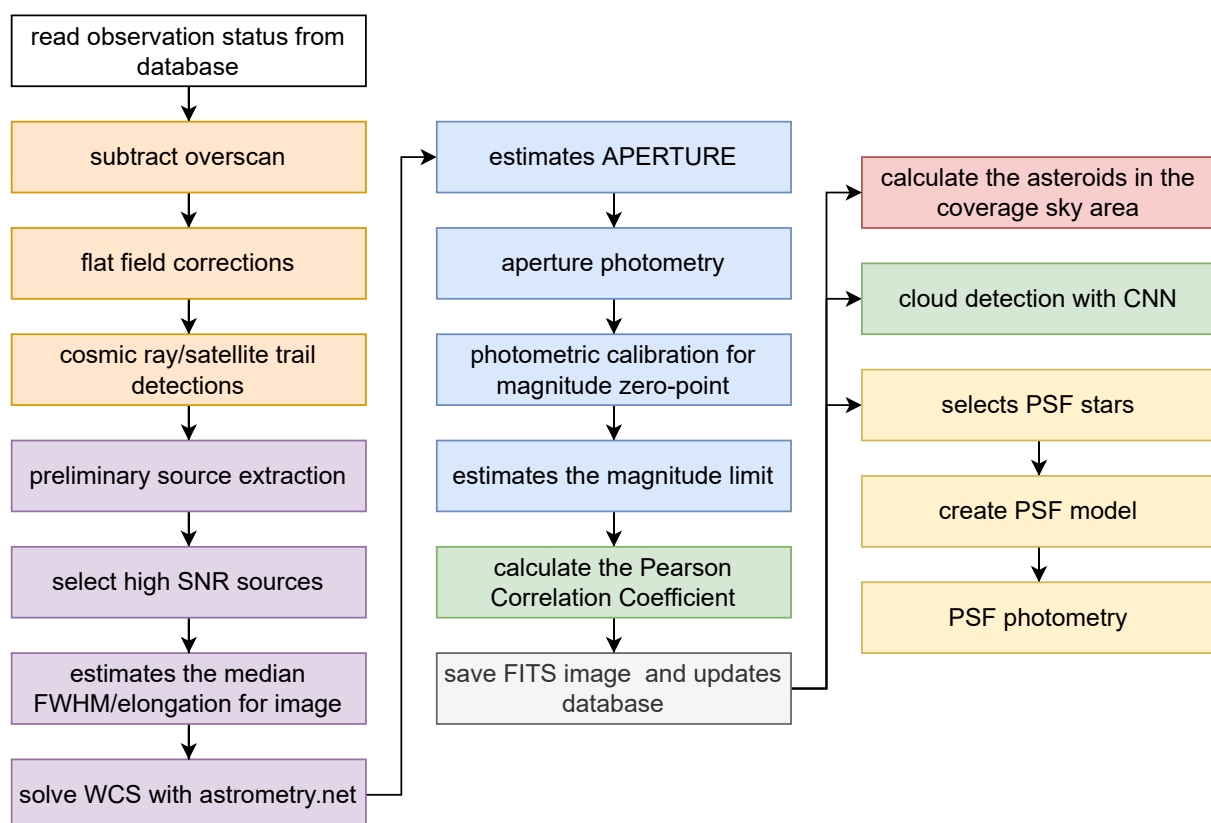 read observation status from
database
subtract overscan
flat field corrections
cosmic ray/satellite trail
detections
preliminary source extraction
select high SNR sources
estimates the median
FWHM/elongation for image
solve WCS with astrometry.net
estimates APERTURE
aperture photometry
photometric calibration for
magnitude zero-point
estimates the magnitude limit
calculate the Pearson
Correlation Coefficient
save FITS image  and updates
database
calculate the asteroids in the
coverage sky area
cloud detection with CNN
selects PSF stars
create PSF model
PSF photometry